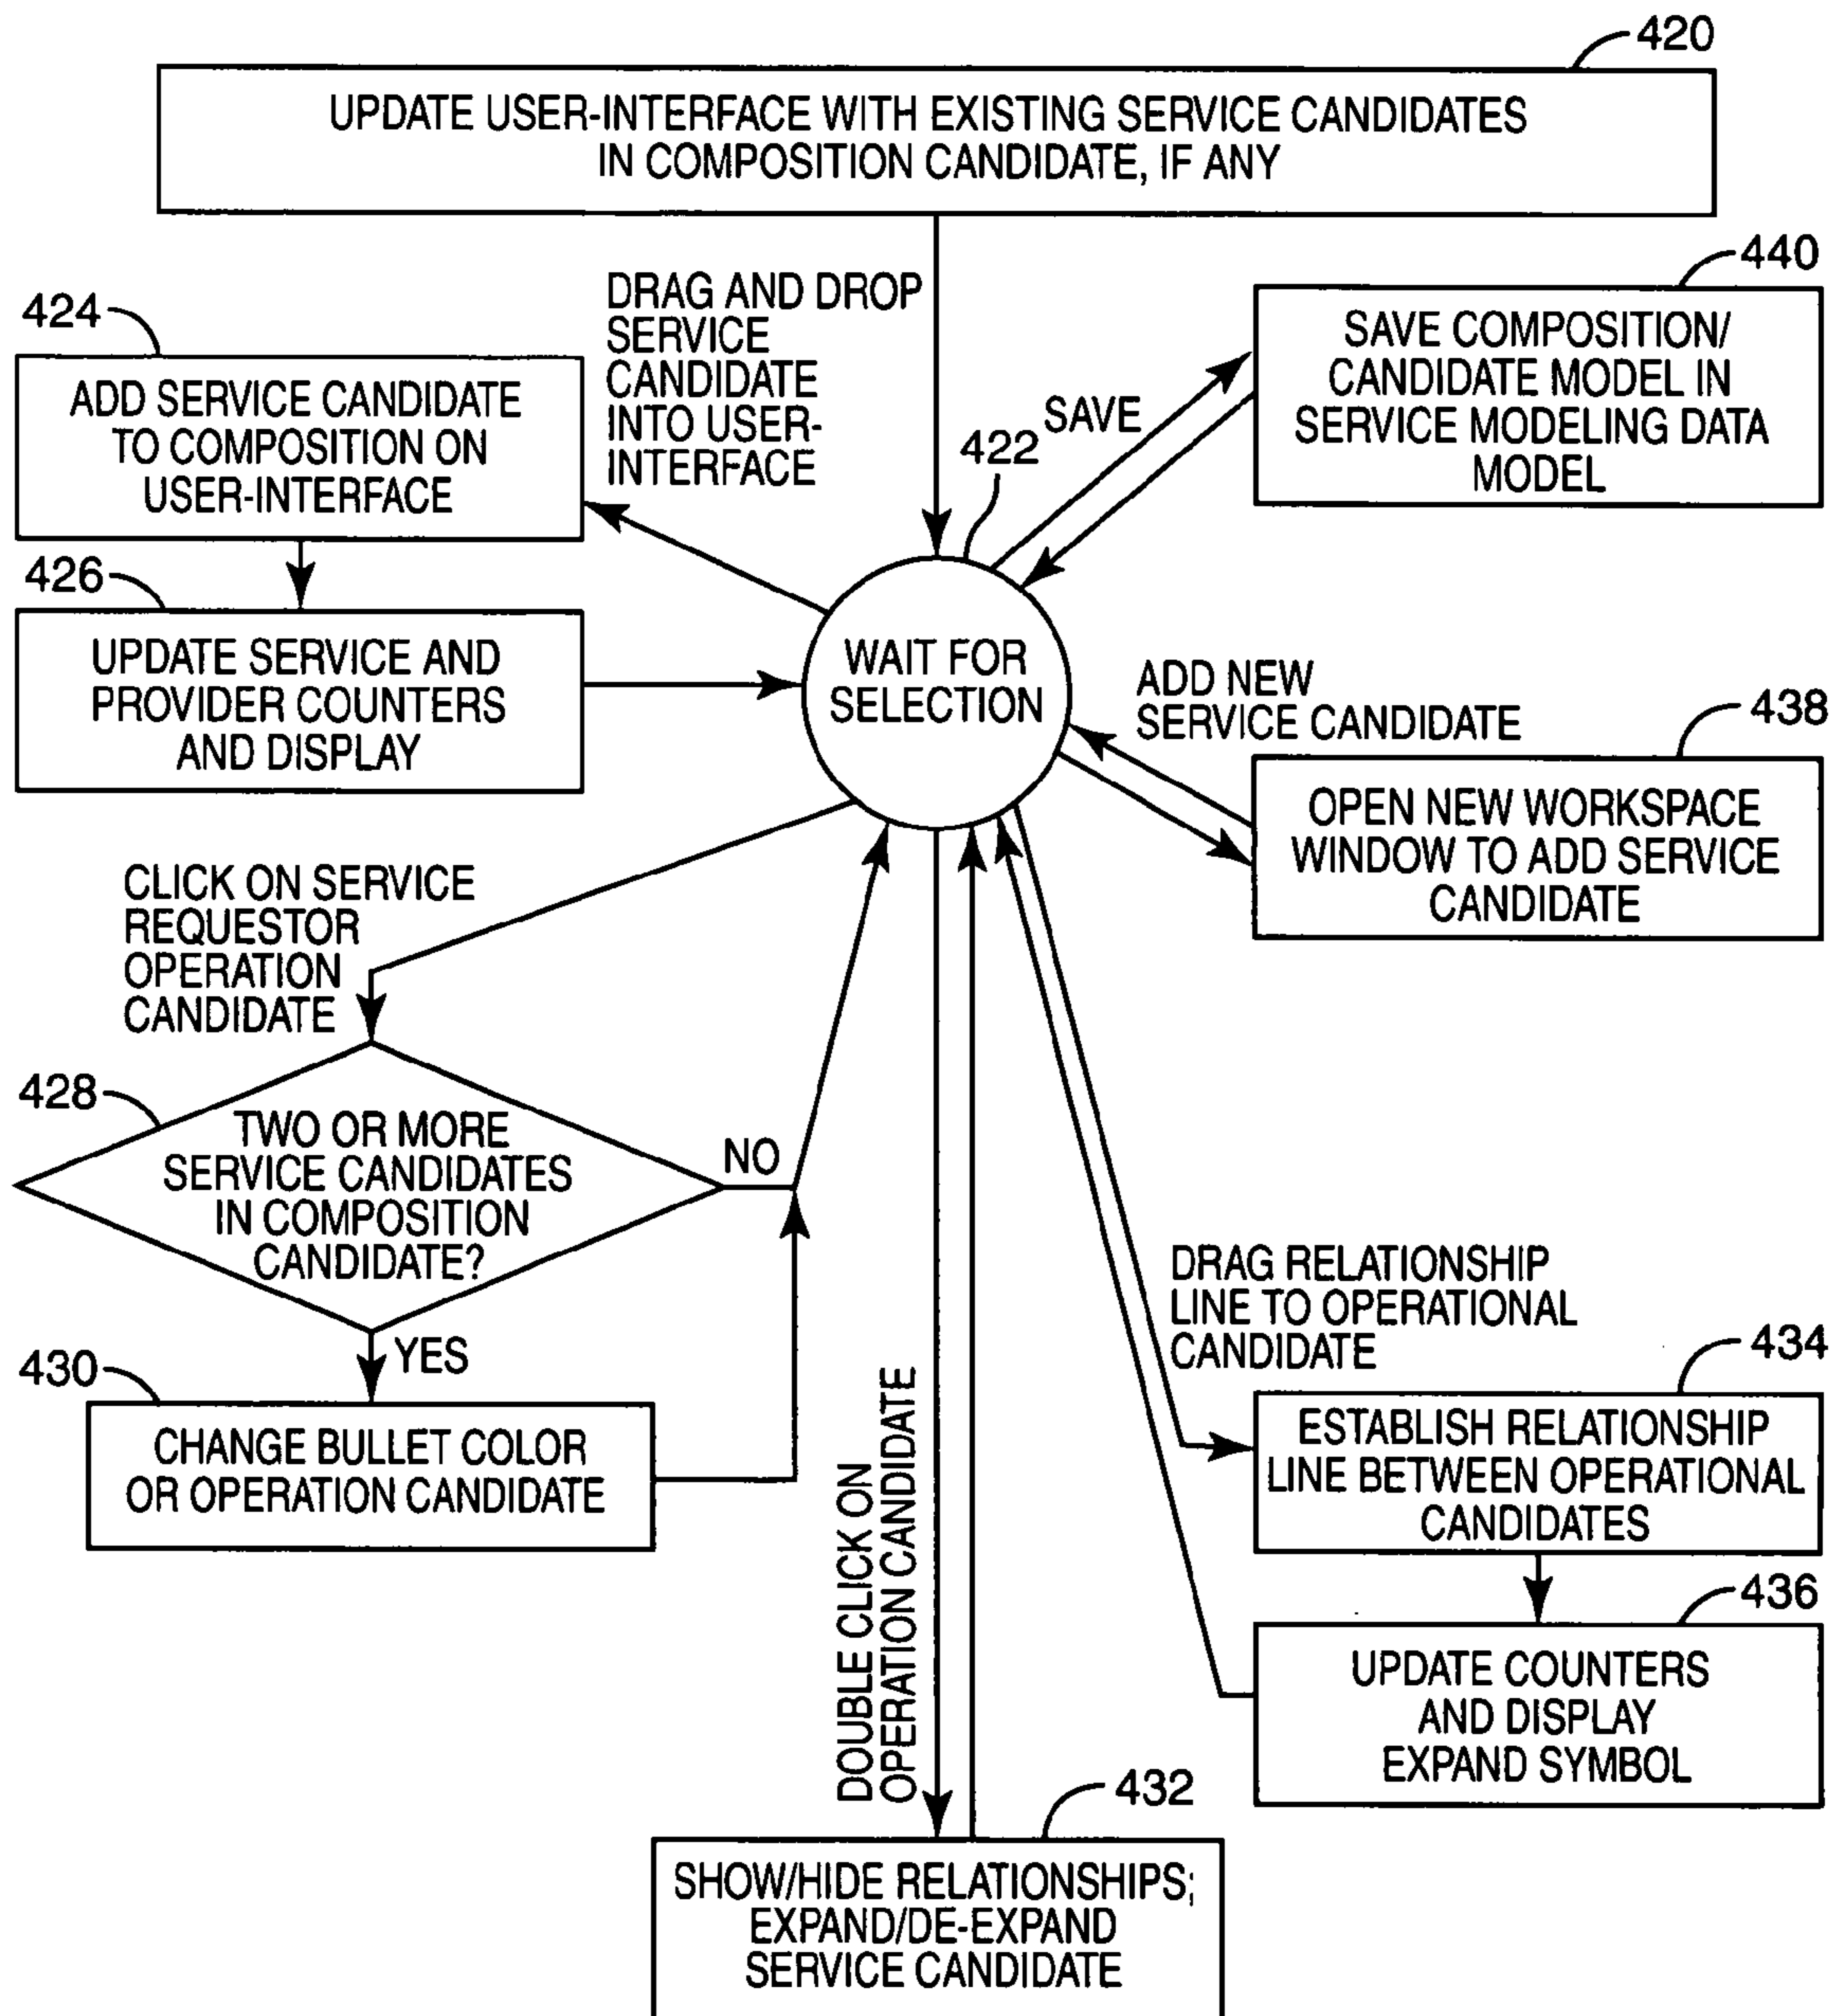 420
UPDATE USER-INTERFACE WITH EXISTING SERVICE CANDIDATES
IN COMPOSITION CANDIDATE, IF ANY
440
SAVE COMPOSITION/
CANDIDATE MODEL IN
SERVICE MODELING DATA
MODEL
424
ADD SERVICE CANDIDATE
TO COMPOSITION ON
USER-INTERFACE
DRAG AND DROP
SERVICE
CANDIDATE
INTO USER-
INTERFACE
SAVE
422
426
UPDATE SERVICE AND
PROVIDER COUNTERS
AND DISPLAY
WAIT FOR
SELECTION
ADD NEW
SERVICE CANDIDATE
438
OPEN NEW WORKSPACE
WINDOW TO ADD SERVICE
CANDIDATE
CLICK ON SERVICE
REQUESTOR
OPERATION
CANDIDATE
428
TWO OR MORE
SERVICE CANDIDATES
IN COMPOSITION
CANDIDATE?
NO
YES
430
CHANGE BULLET COLOR
OR OPERATION CANDIDATE
DOUBLE CLICK ON
OPERATION CANDIDATE
DRAG RELATIONSHIP
LINE TO OPERATIONAL
CANDIDATE
434
ESTABLISH RELATIONSHIP
LINE BETWEEN OPERATIONAL
CANDIDATES
436
UPDATE COUNTERS
AND DISPLAY
EXPAND SYMBOL
432
SHOW/HIDE RELATIONSHIPS;
EXPAND/DE-EXPAND
SERVICE CANDIDATE